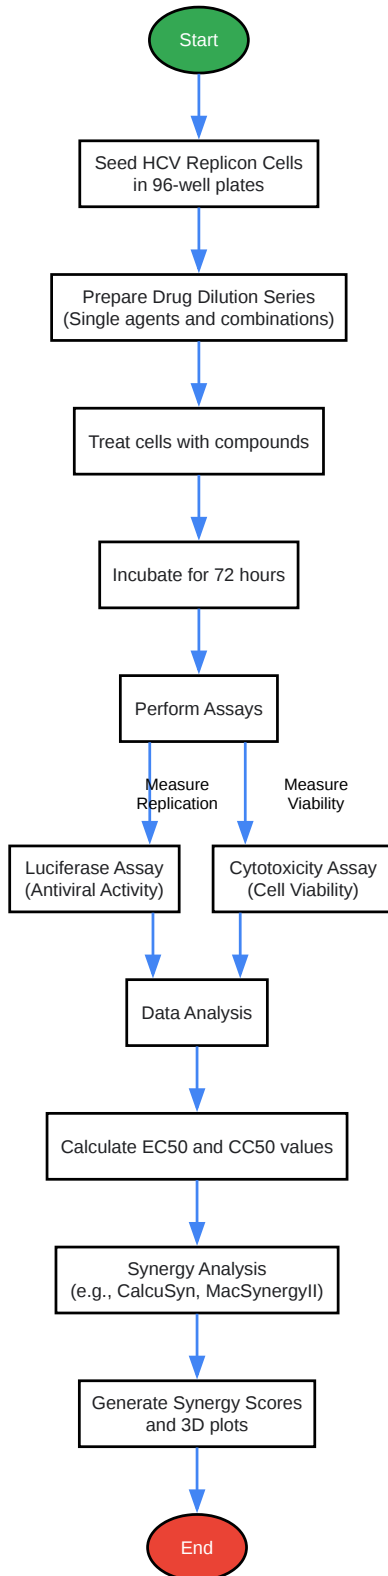 Start
Seed HCV Replicon Cells
in 96-well plates
Prepare Drug Dilution Series
(Single agents and combinations)
Treat cells with compounds
Incubate for 72 hours
Perform Assays
Measure
Replication
Measure
Viability
Luciferase Assay
(Antiviral Activity)
Cytotoxicity Assay
(Cell Viability)
Data Analysis
Calculate EC50 and CC50 values
Synergy Analysis
(e.g., CalcuSyn, MacSynergyII)
Generate Synergy Scores
and 3D plots
End